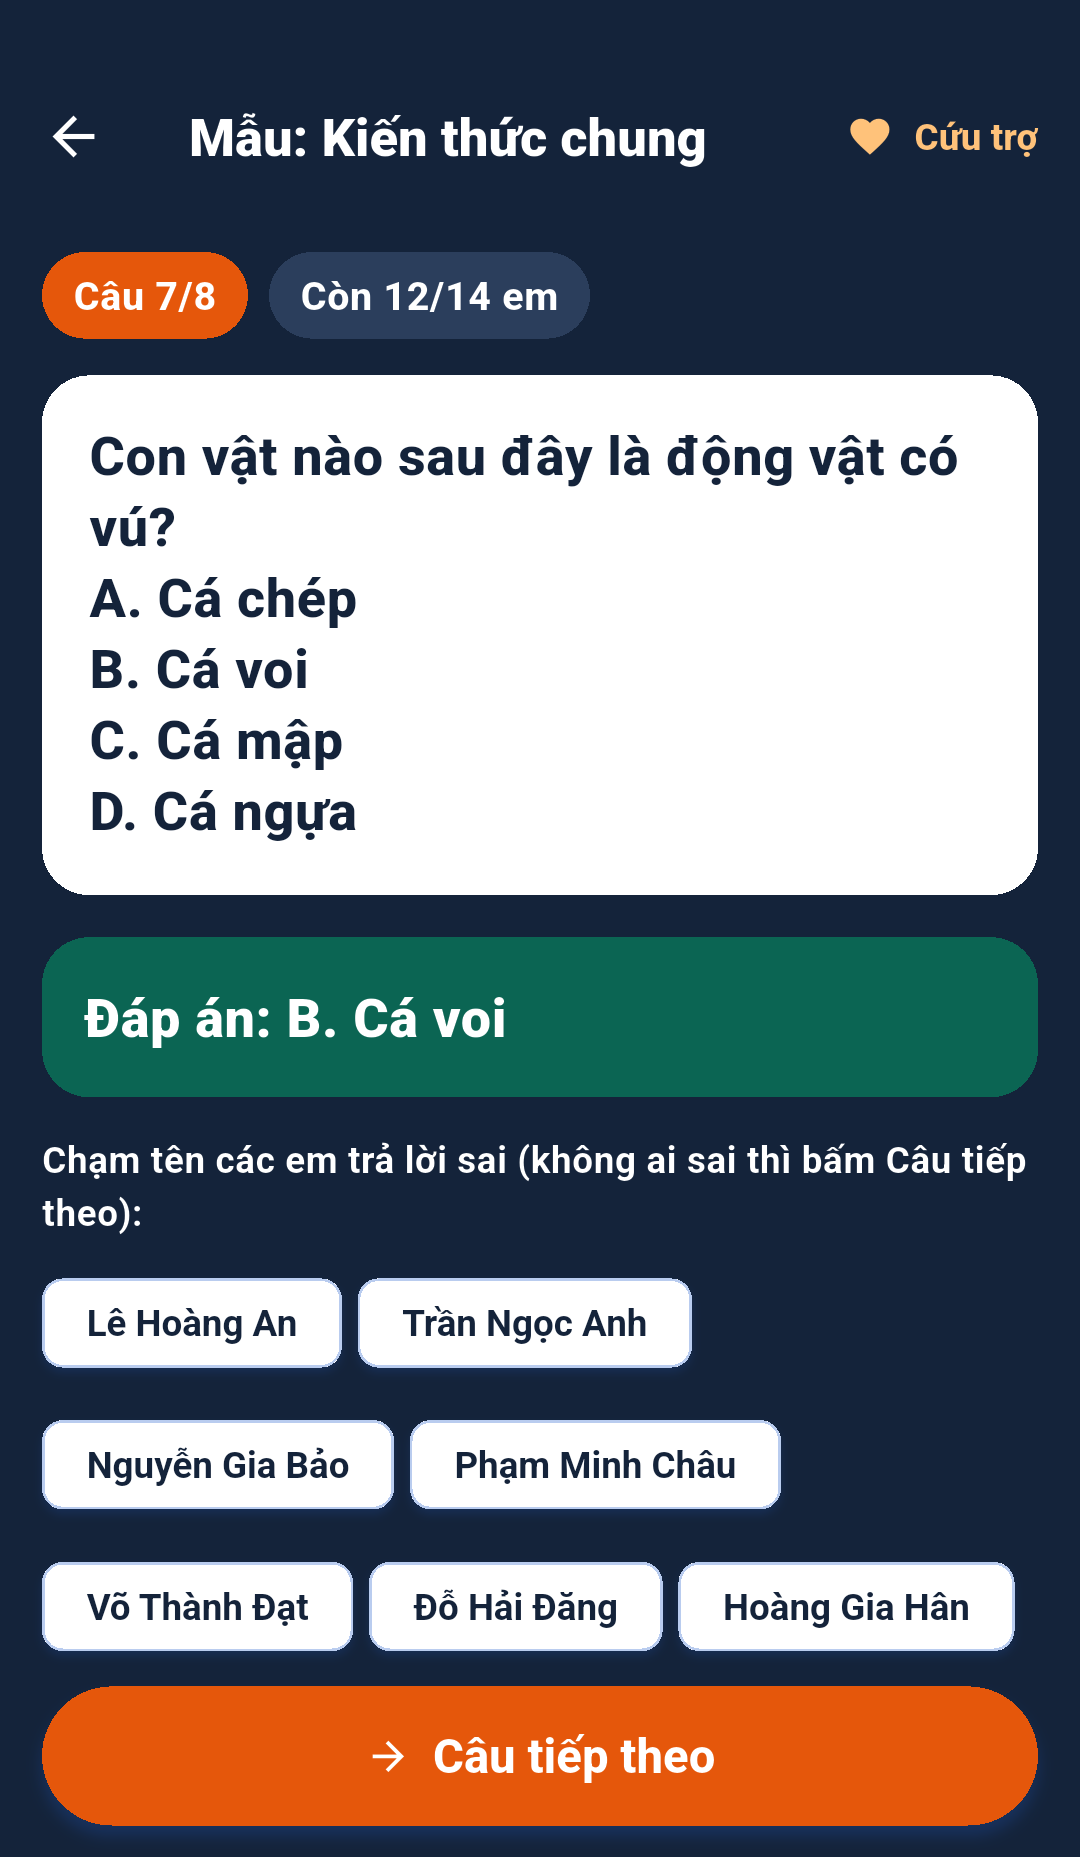 Mẫu: Kiến thức chung
Cứu trợ
Câu 7/8
Còn 12/14 em
Con vật nào sau đây là động vật có
vú?
A. Cá chép
B. Cá voi
C. Cá mập
D. Cá ngựa
Đáp án: B. Cá voi
Chạm tên các em trả lời sai (không ai sai thì bấm Câu tiếp
theo):
Lê Hoàng An
Trần Ngọc Anh
Nguyễn Gia Bảo
Phạm Minh Châu
Võ Thành Đạt
Đỗ Hải Đăng
Hoàng Gia Hân
Câu tiếp theo